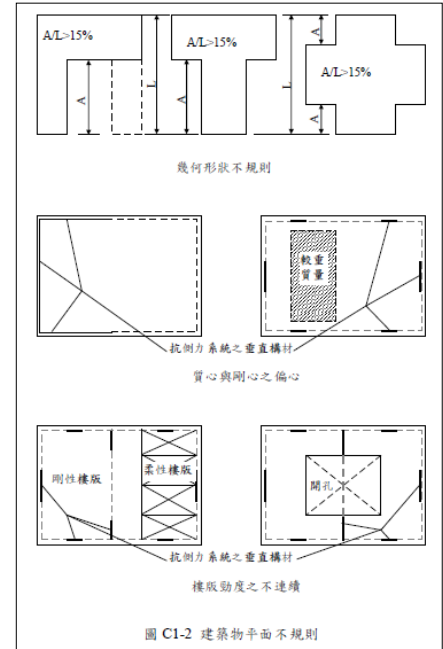 A/L>15%
A
L
A/L>15%
A
L
A
A/L>15%
A
幾何形狀不規則
較重
質量
抗側力系統之垂直構材
質心與剛心之偏心
剛性樓版
柔性樓版
開孔
抗側力系統之垂直構材
樓版勁度之不連續
圖 C1-2 建築物平面不規則